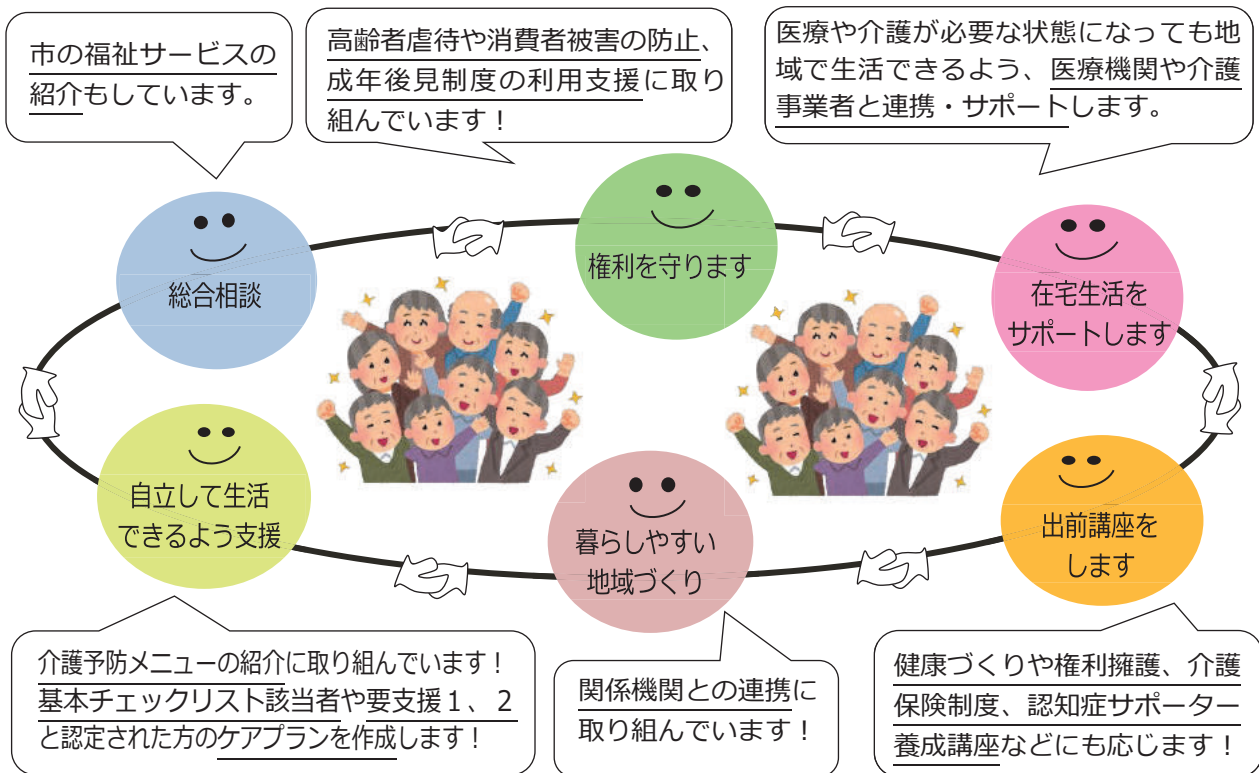 市の福祉サービスの
紹介もしています。
高齢者虐待や消費者被害の防止、
成年後見制度の利用支援に取り
組んでいます!
医療や介護が必要な状態になっても地
域で生活できるよう、医療機関や介護
事業者と連携・サポートします。
総合相談
権利を守ります
在宅生活を
サポートします
自立して生活
できるよう支援
暮らしやすい
地域づくり
出前講座を
します
介護予防メニューの紹介に取り組んでいます!
基本チェックリスト該当者や要支援1、2
と認定された方のケアプランを作成します!
関係機関との連携に
取り組んでいます!
健康づくりや権利擁護、介護
保険制度、認知症サポーター
養成講座などにも応じます!